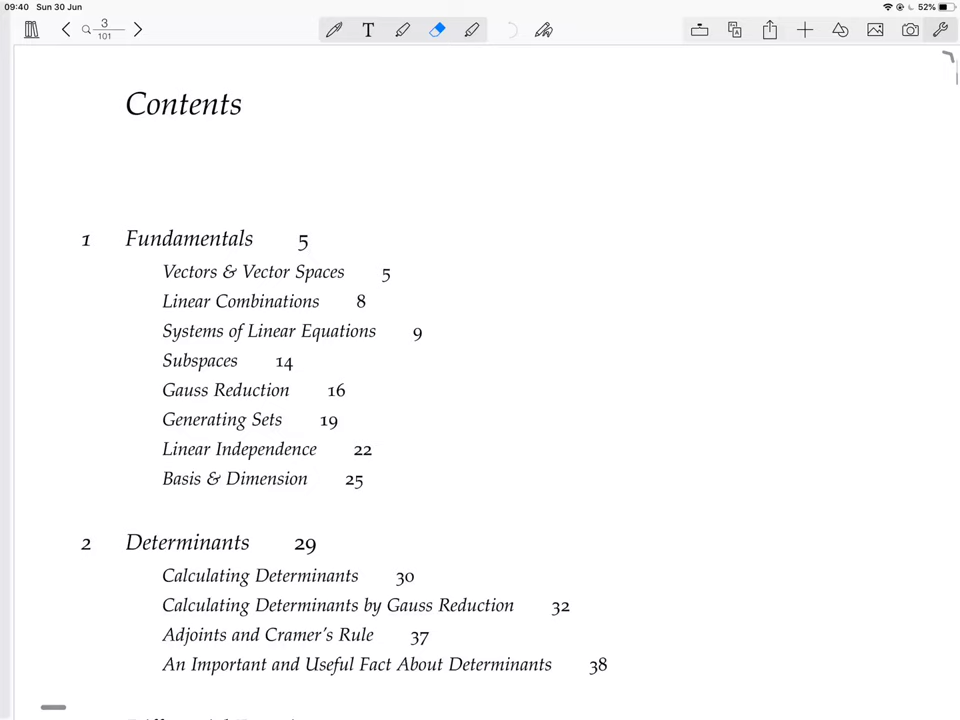 09:40 Sun 30 Jun 52%
3
101
T
Contents
1 Fundamentals 5
Vectors & Vector Spaces 5
Linear Combinations 8
Systems of Linear Equations 9
Subspaces 14
Gauss Reduction 16
Generating Sets 19
Linear Independence 22
Basis & Dimension 25
2 Determinants 29
Calculating Determinants 30
Calculating Determinants by Gauss Reduction 32
Adjoints and Cramer's Rule 37
An Important and Useful Fact About Determinants 38